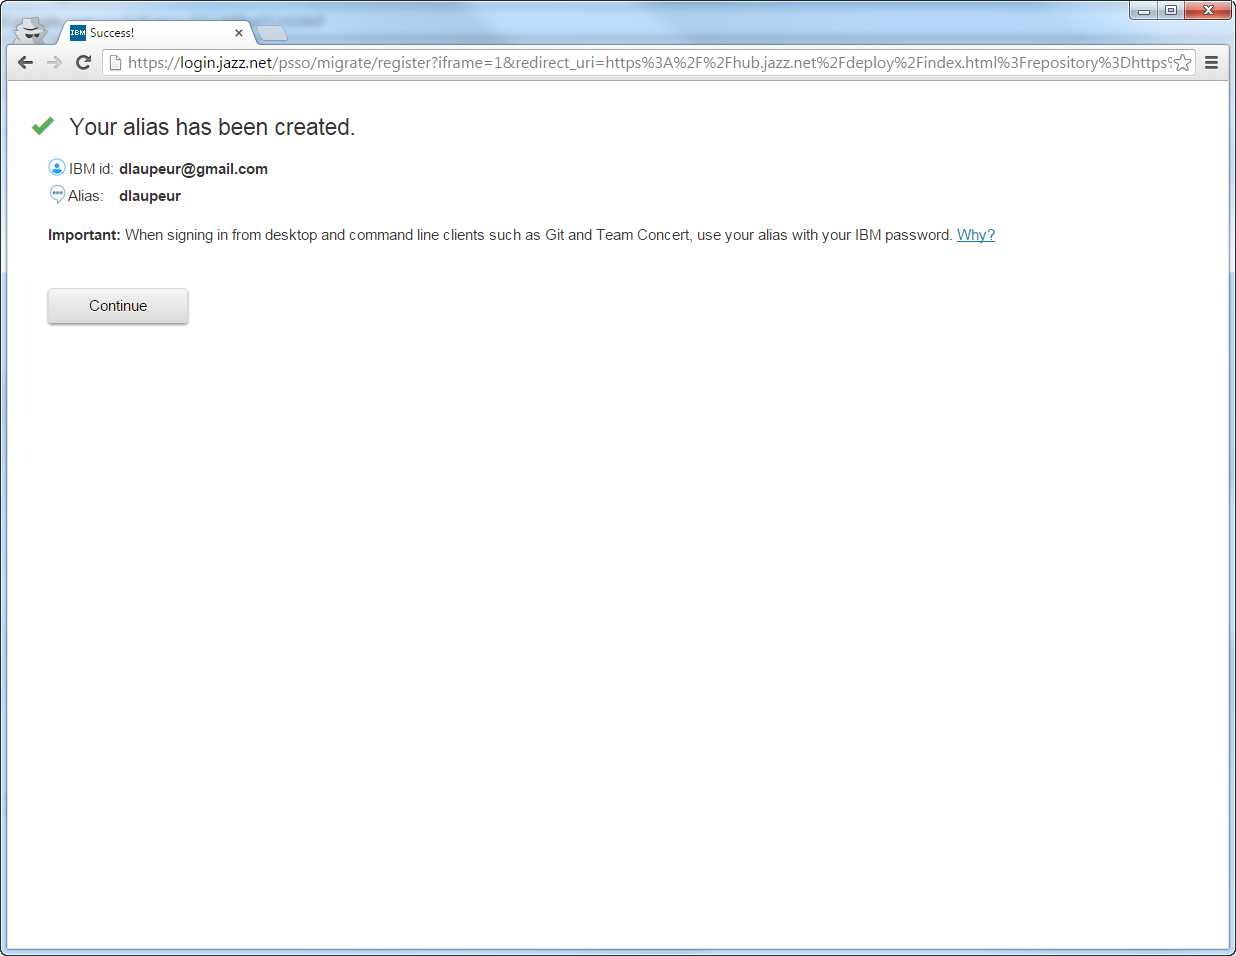 IBM Success!
https://login.jazz.net/psso/migrate/register?iframe=1&redirect_uri=https%3A%2F%2Fhub.jazz.net%2Fdeploy%2Findex.html%3Frepository%3Dhttps%
Your alias has been created.
IBM id: dlaupeur@gmail.com
Alias: dlaupeur
Important: When signing in from desktop and command line clients such as Git and Team Concert, use your alias with your IBM password. Why?
Continue